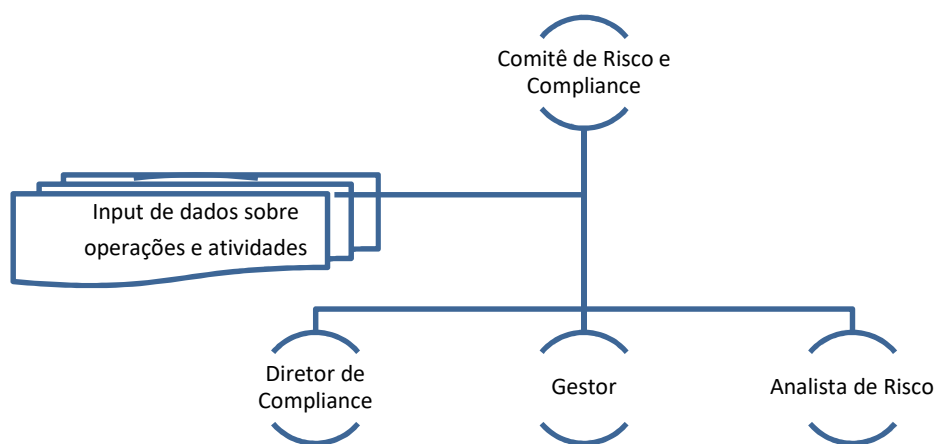 Comitê de Risco e
Compliance
Input de dados sobre
operações e atividades
Diretor de
Compliance
Gestor
Analista de Risco